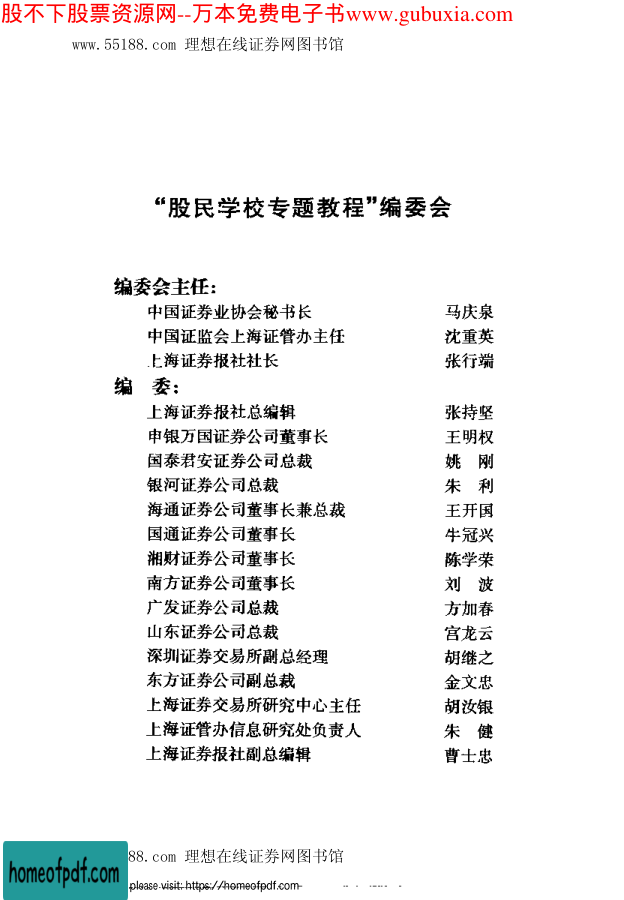 股不下股票资源网--万本免费电子书www.gubuxia.com
www.55188.com 理想在线证券网图书馆
“股民学校专题教程”编委会
编委会主任：
中国证券业协会秘书长 马庆泉
中国证监会上海证管办主任 沈重英
上海证券报社社长 张行端
编 委：
上海证券报社总编辑 张持坚
申银万国证券公司董事长 王明权
国泰君安证券公司总裁 姚 刚
银河证券公司总裁 朱 利
海通证券公司董事长兼总裁 王开国
国通证券公司董事长 牛冠兴
湘财证券公司董事长 陈学荣
南方证券公司董事长 刘 波
广发证券公司总裁 方加春
山东证券公司总裁 宫龙云
深圳证券交易所副总经理 胡继之
东方证券公司副总裁 金文忠
上海证券交易所研究中心主任 胡汝银
上海证管办信息研究处负责人 朱 健
上海证券报社副总编辑 曹士忠
88.com 理想在线证券网图书馆
homeofpdf.com
please visit: https://homeofpdf.com